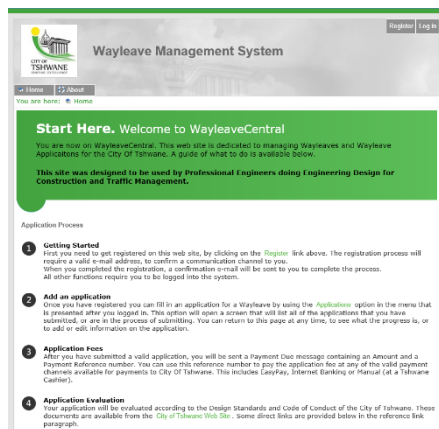 Register Log in
CITY OF
TSHWANE
Wayleave Management System
Home About
You are here: Home
Start Here. Welcome to WayleaveCentral
You are now on WayleaveCentral. This web site is dedicated to managing Wayleaves and Wayleave
Applicaitons for the City Of Tshwane. A guide of what to do is available below.
This site was designed to be used by Professional Engineers doing Engineering Design for
Construction and Traffic Management.
Application Process
1 Getting Started
First you need to get registered on this web site, by clicking on the Register link above. The registration process will
require a valid e-mail address, to confirm a communication channel to you.
When you completed the registration, a confirmation e-mail will be sent to you to complete the process.
All other functions require you to be logged into the system.
2 Add an application
Once you have registered you can fill in an application for a Wayleave by using the Applications option in the menu that
is presented after you logged in. This option will open a screen that will list all of the applications that you have
submitted, or are in the process of submitting. You can return to this page at any time, to see what the progress is, or
to add or edit information on the application.
3 Application Fees
After you have submitted a valid application, you will be sent a Payment Due message containing an Amount and a
Payment Reference number. You can use this reference number to pay the application fee at any of the valid payment
channels available for payments to City Of Tshwane. This includes EasyPay, Internet Banking or Manual (at a Tshwane
Cashier).
4 Application Evaluation
Your application will be evaluated according to the Design Standards and Code of Conduct of the City of Tshwane. These
documents are available from the City of Tshwane Web Site. Some direct links are provided below in the reference link
paragraph.